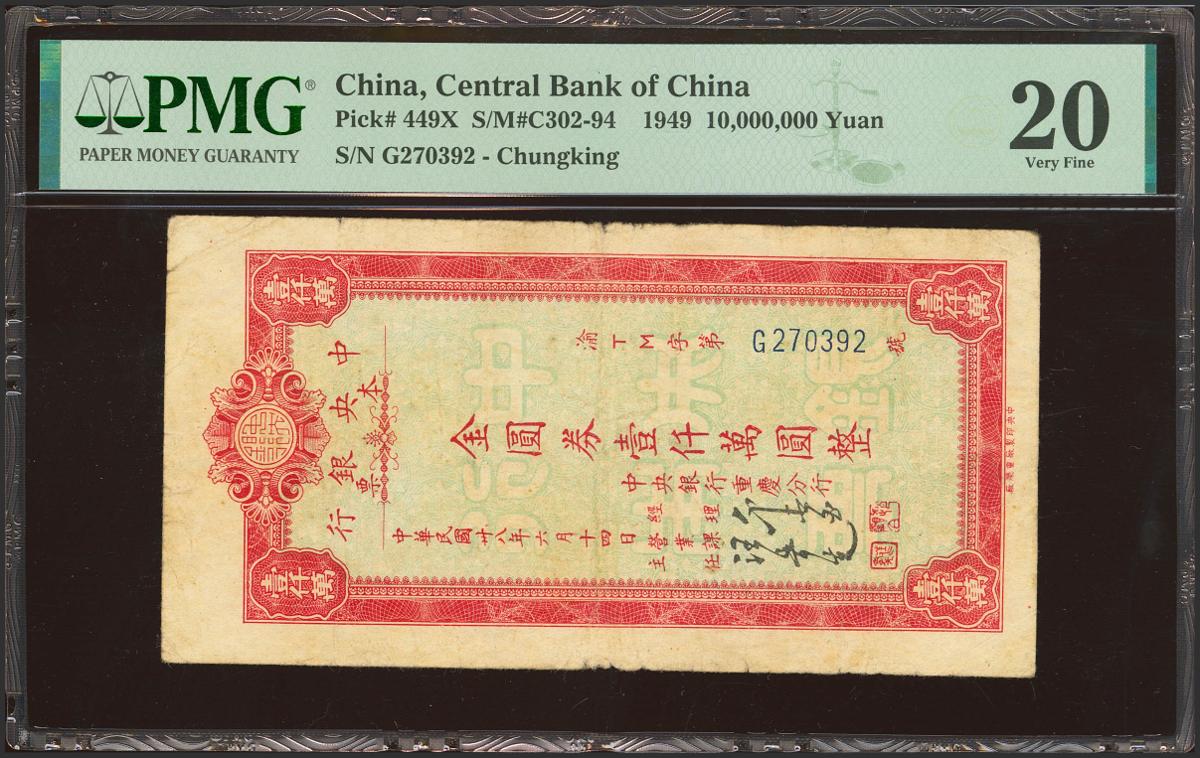 PMG®
PAPER MONEY GUARANTY
China, Central Bank of China
Pick# 449X S/M#C302-94 1949 10,000,000 Yuan
S/N G270392 - Chungking
20
Very Fine
壹仟萬
壹仟萬
中央銀行
本票
渝TM字第 G270392 號
金圓券壹仟萬圓整
中央銀行重慶分行
經理
營業課
主任
中華民國卅八年六月十四日
壹仟萬
壹仟萬